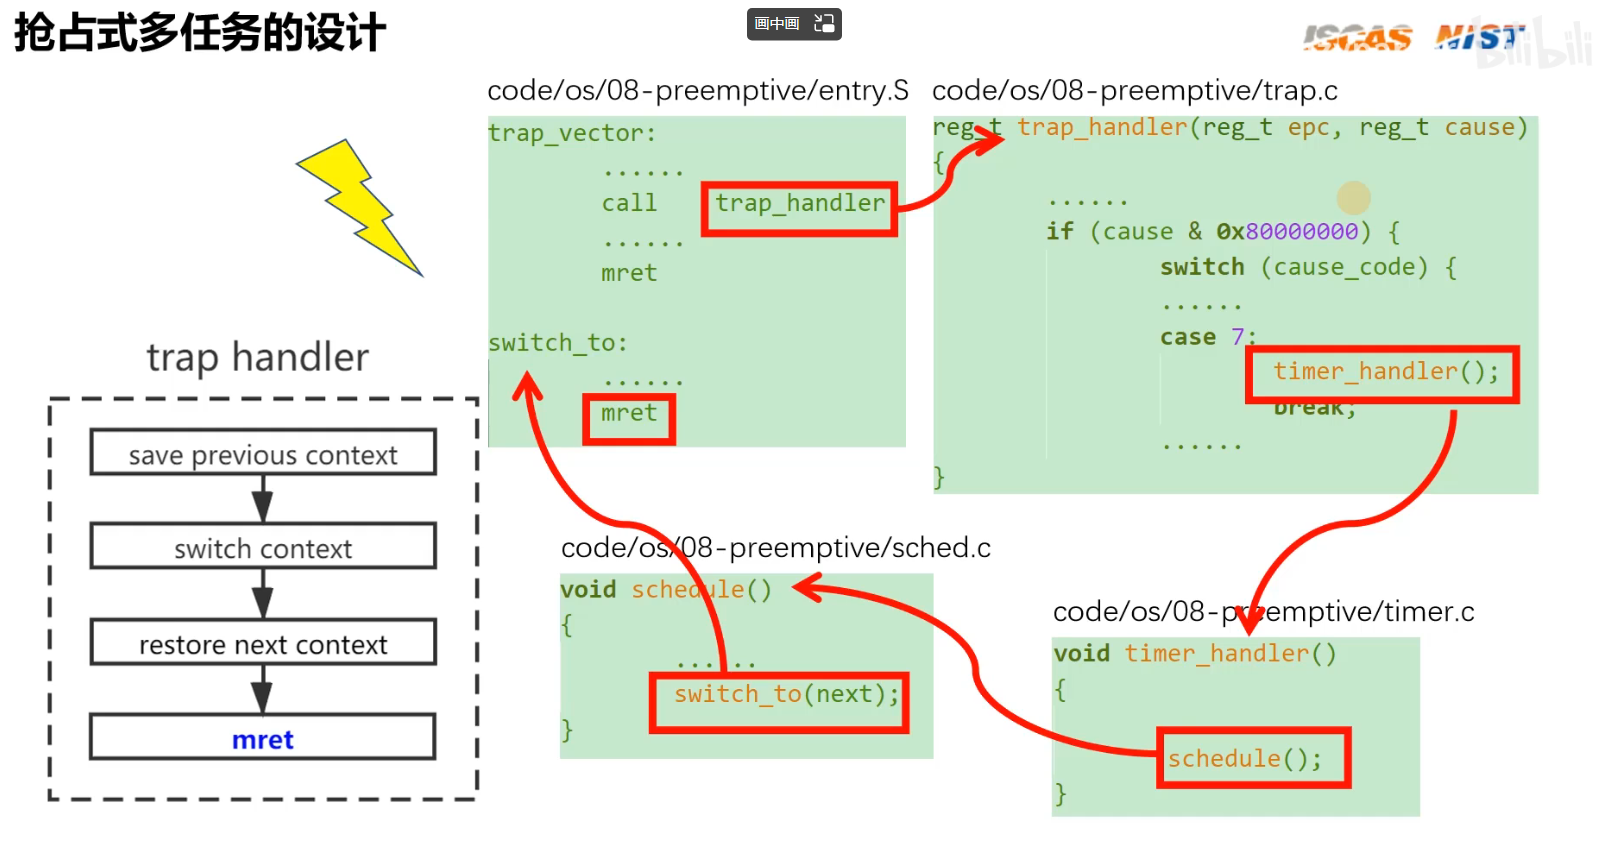 抢占式多任务的设计
画中画
ISCAS NIST
bilibili
trap handler
save previous context
switch context
restore next context
mret
code/os/08-preemptive/entry.S
trap_vector:
......
call trap_handler
......
mret
switch_to:
......
mret
code/os/08-preemptive/trap.c
reg_t trap_handler(reg_t epc, reg_t cause)
{
......
if (cause & 0x80000000) {
switch (cause_code) {
......
case 7:
timer_handler();
break;
......
}
code/os/08-preemptive/sched.c
void schedule()
{
......
switch_to(next);
}
code/os/08-preemptive/timer.c
void timer_handler()
{
schedule();
}